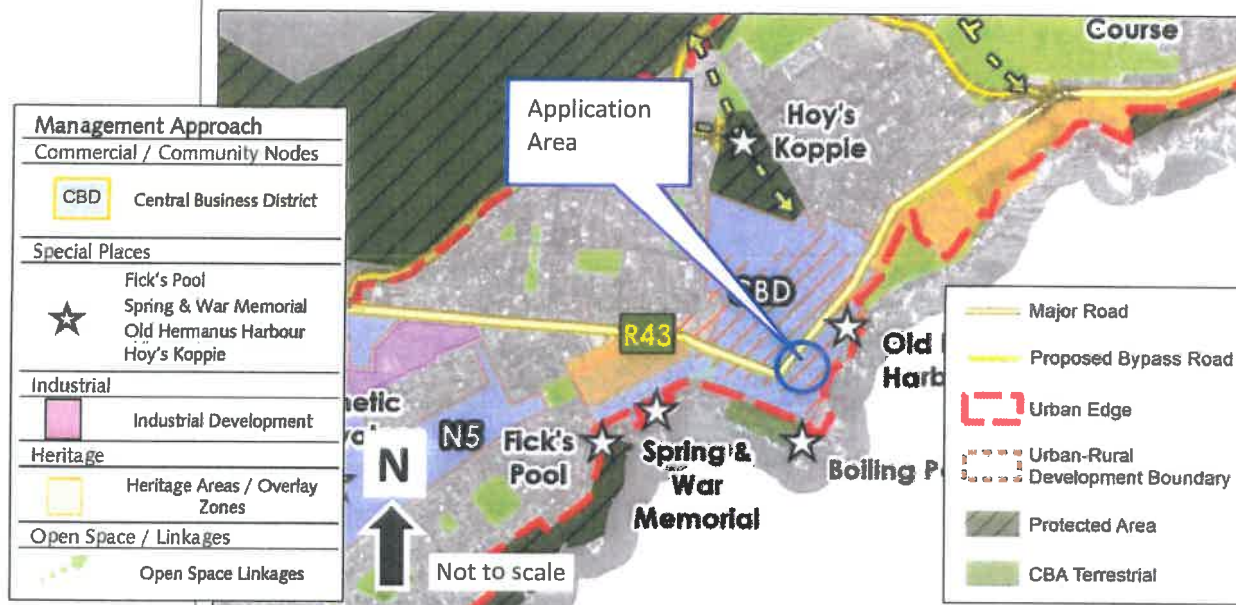 Management Approach
Commercial / Community Nodes
CBD Central Business District
Special Places
Fick's Pool
Spring & War Memorial
Old Hermanus Harbour
Hoy's Koppie
Industrial
Industrial Development
Heritage
Heritage Areas / Overlay
Zones
Open Space / Linkages
Open Space Linkages
Course
Application
Area
Hoy's
Koppie
CBD
R43
Old
Harb
netic
N5
Fick's
Pool
Spring &
War
Memorial
Boiling P
N
Not to scale
Major Road
Proposed Bypass Road
Urban Edge
Urban-Rural
Development Boundary
Protected Area
CBA Terrestrial